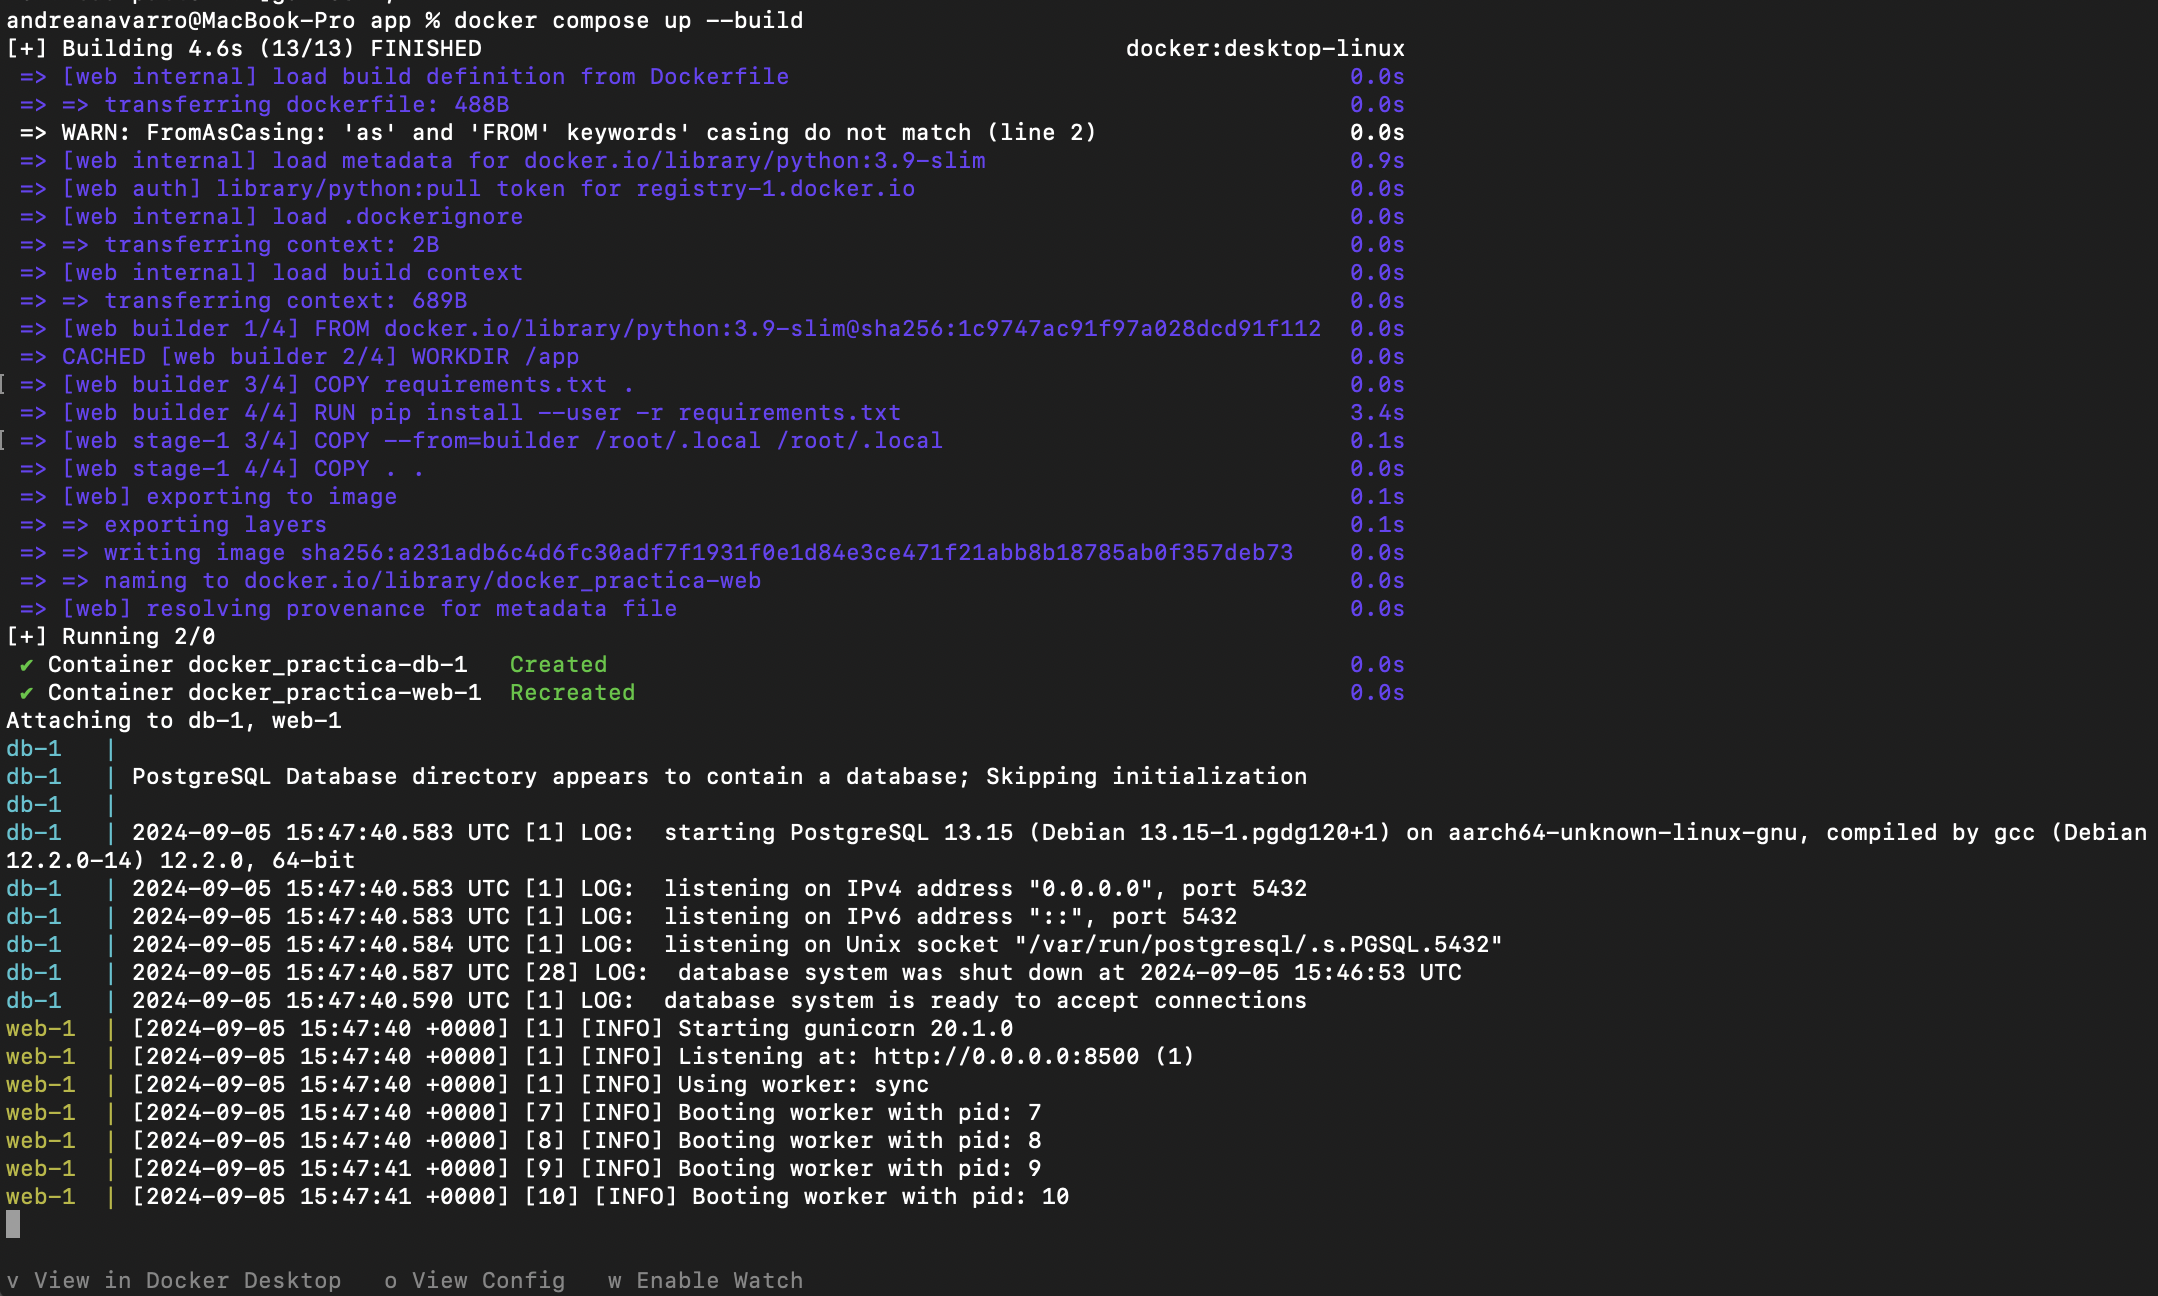 andreanavarro@MacBook-Pro app % docker compose up --build
[+] Building 4.6s (13/13) FINISHED docker:desktop-linux
=> [web internal] load build definition from Dockerfile 0.0s
=> => transferring dockerfile: 488B 0.0s
=> WARN: FromAsCasing: 'as' and 'FROM' keywords' casing do not match (line 2) 0.0s
=> [web internal] load metadata for docker.io/library/python:3.9-slim 0.9s
=> [web auth] library/python:pull token for registry-1.docker.io 0.0s
=> [web internal] load .dockerignore 0.0s
=> => transferring context: 2B 0.0s
=> [web internal] load build context 0.0s
=> => transferring context: 689B 0.0s
=> [web builder 1/4] FROM docker.io/library/python:3.9-slim@sha256:1c9747ac91f97a028dcd91f112 0.0s
=> CACHED [web builder 2/4] WORKDIR /app 0.0s
[ => [web builder 3/4] COPY requirements.txt . 0.0s
=> [web builder 4/4] RUN pip install --user -r requirements.txt 3.4s
[ => [web stage-1 3/4] COPY --from=builder /root/.local /root/.local 0.1s
=> [web stage-1 4/4] COPY . . 0.0s
=> [web] exporting to image 0.1s
=> => exporting layers 0.1s
=> => writing image sha256:a231adb6c4d6fc30adf7f1931f0e1d84e3ce471f21abb8b18785ab0f357deb73 0.0s
=> => naming to docker.io/library/docker_practica-web 0.0s
=> [web] resolving provenance for metadata file 0.0s
[+] Running 2/0
✔ Container docker_practica-db-1 Created 0.0s
✔ Container docker_practica-web-1 Recreated 0.0s
Attaching to db-1, web-1
db-1 |
db-1 | PostgreSQL Database directory appears to contain a database; Skipping initialization
db-1 |
db-1 | 2024-09-05 15:47:40.583 UTC [1] LOG: starting PostgreSQL 13.15 (Debian 13.15-1.pgdg120+1) on aarch64-unknown-linux-gnu, compiled by gcc (Debian
12.2.0-14) 12.2.0, 64-bit
db-1 | 2024-09-05 15:47:40.583 UTC [1] LOG: listening on IPv4 address "0.0.0.0", port 5432
db-1 | 2024-09-05 15:47:40.583 UTC [1] LOG: listening on IPv6 address "::", port 5432
db-1 | 2024-09-05 15:47:40.584 UTC [1] LOG: listening on Unix socket "/var/run/postgresql/.s.PGSQL.5432"
db-1 | 2024-09-05 15:47:40.587 UTC [28] LOG: database system was shut down at 2024-09-05 15:46:53 UTC
db-1 | 2024-09-05 15:47:40.590 UTC [1] LOG: database system is ready to accept connections
web-1 | [2024-09-05 15:47:40 +0000] [1] [INFO] Starting gunicorn 20.1.0
web-1 | [2024-09-05 15:47:40 +0000] [1] [INFO] Listening at: http://0.0.0.0:8500 (1)
web-1 | [2024-09-05 15:47:40 +0000] [1] [INFO] Using worker: sync
web-1 | [2024-09-05 15:47:40 +0000] [7] [INFO] Booting worker with pid: 7
web-1 | [2024-09-05 15:47:40 +0000] [8] [INFO] Booting worker with pid: 8
web-1 | [2024-09-05 15:47:41 +0000] [9] [INFO] Booting worker with pid: 9
web-1 | [2024-09-05 15:47:41 +0000] [10] [INFO] Booting worker with pid: 10
v View in Docker Desktop o View Config w Enable Watch